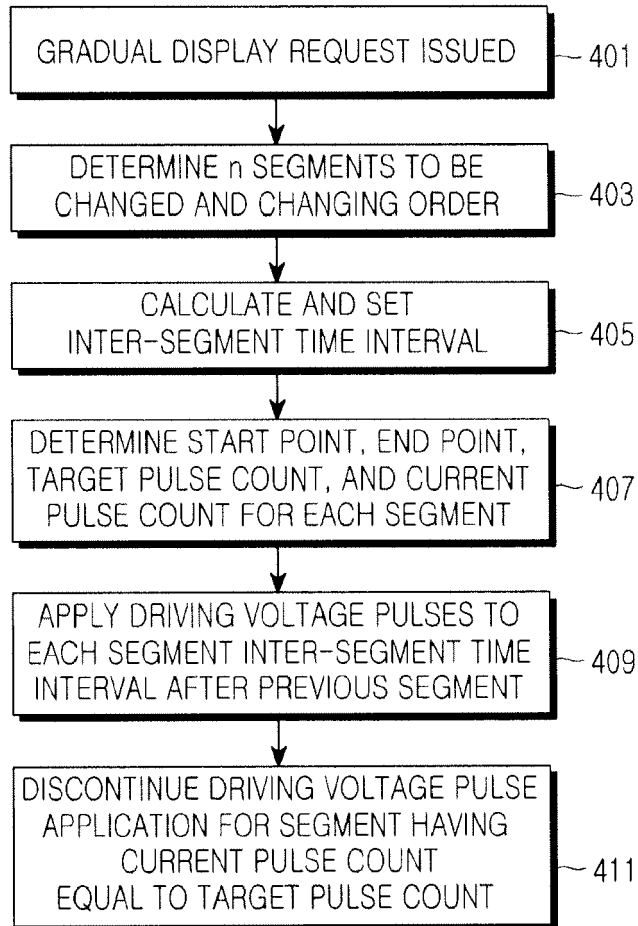 GRADUAL DISPLAY REQUEST ISSUED
401
DETERMINE n SEGMENTS TO BE
CHANGED AND CHANGING ORDER
403
CALCULATE AND SET
INTER-SEGMENT TIME INTERVAL
405
DETERMINE START POINT, END POINT,
TARGET PULSE COUNT, AND CURRENT
PULSE COUNT FOR EACH SEGMENT
407
APPLY DRIVING VOLTAGE PULSES TO
EACH SEGMENT INTER-SEGMENT TIME
INTERVAL AFTER PREVIOUS SEGMENT
409
DISCONTINUE DRIVING VOLTAGE PULSE
APPLICATION FOR SEGMENT HAVING
CURRENT PULSE COUNT
EQUAL TO TARGET PULSE COUNT
411